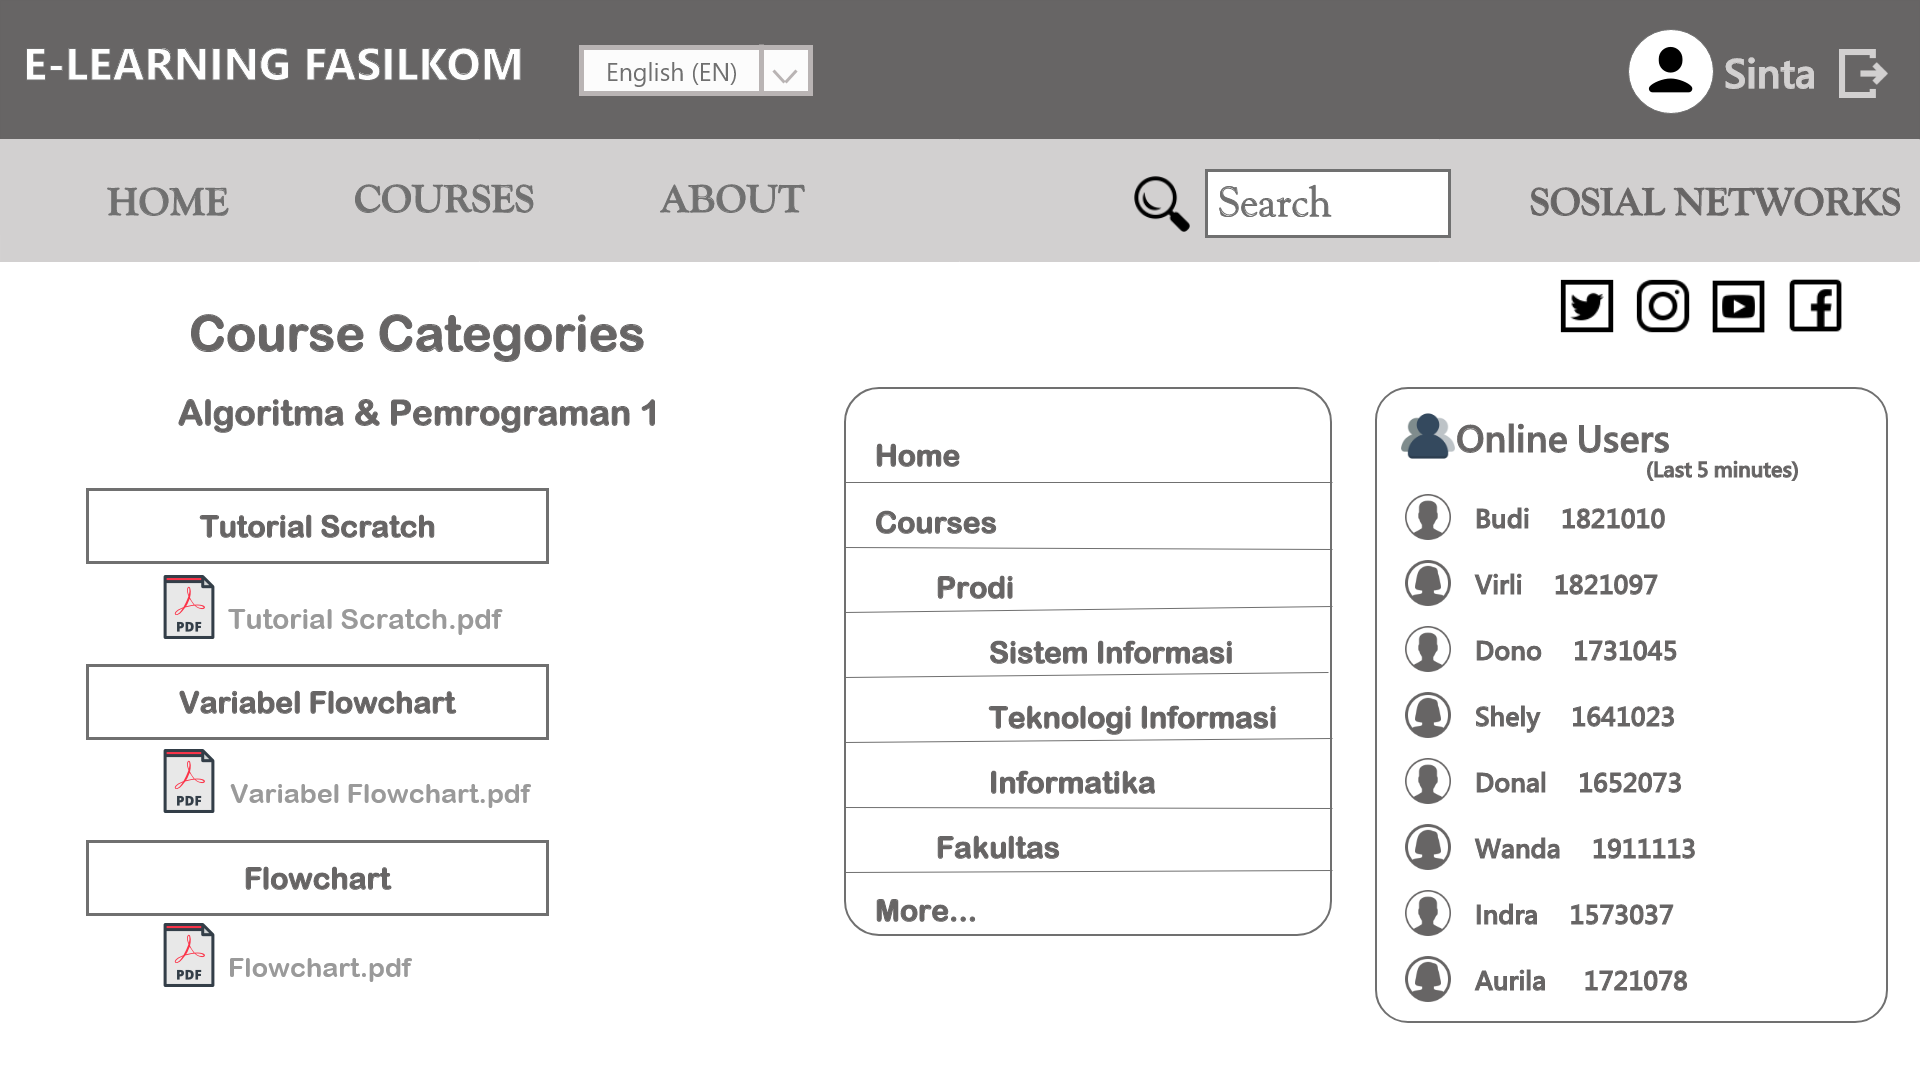 E-LEARNING FASILKOM
English (EN)
Sinta
HOME
COURSES
ABOUT
Search
SOSIAL NETWORKS
Course Categories
Algoritma & Pemrograman 1
Tutorial Scratch
PDF
Tutorial Scratch.pdf
Variabel Flowchart
PDF
Variabel Flowchart.pdf
Flowchart
PDF
Flowchart.pdf
Home
Courses
Prodi
Sistem Informasi
Teknologi Informasi
Informatika
Fakultas
More...
Online Users
(Last 5 minutes)
Budi 1821010
Virli 1821097
Dono 1731045
Shely 1641023
Donal 1652073
Wanda 1911113
Indra 1573037
Aurila 1721078